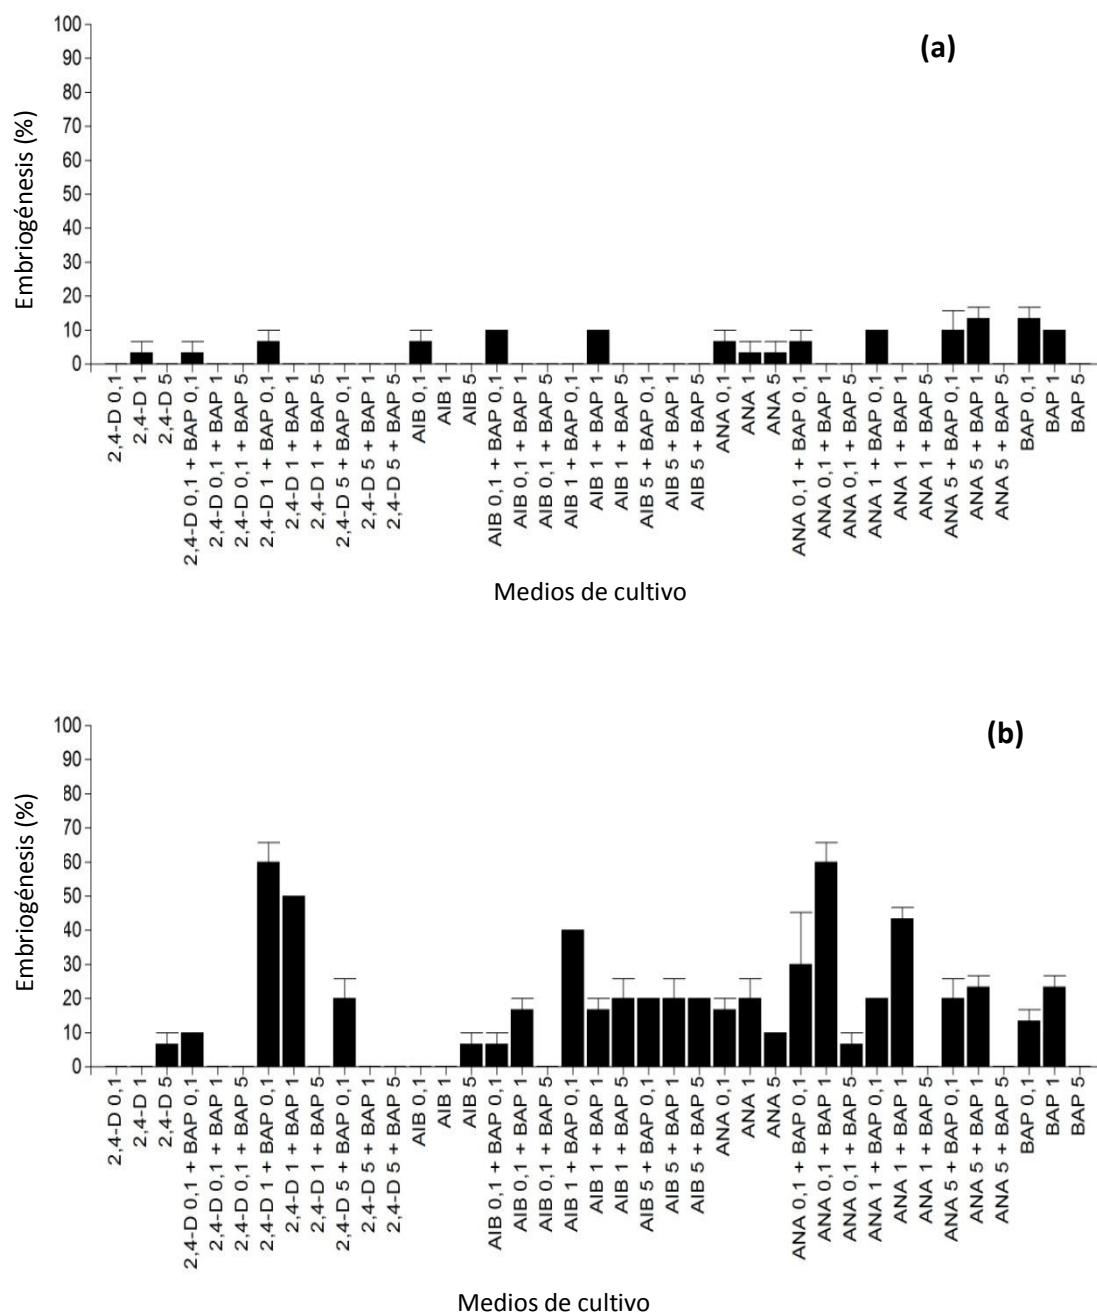 (a)
Embriogénesis (%)
100
90
80
70
60
50
40
30
20
10
0
2,4-D 0,1
2,4-D 1
2,4-D 5
2,4-D 0,1 + BAP 0,1
2,4-D 0,1 + BAP 1
2,4-D 0,1 + BAP 5
2,4-D 1 + BAP 0,1
2,4-D 1 + BAP 1
2,4-D 1 + BAP 5
2,4-D 5 + BAP 0,1
2,4-D 5 + BAP 1
2,4-D 5 + BAP 5
AIB 0,1
AIB 1
AIB 5
AIB 0,1 + BAP 0,1
AIB 0,1 + BAP 1
AIB 0,1 + BAP 5
AIB 1 + BAP 0,1
AIB 1 + BAP 1
AIB 1 + BAP 5
AIB 5 + BAP 0,1
AIB 5 + BAP 1
AIB 5 + BAP 5
ANA 0,1
ANA 1
ANA 5
ANA 0,1 + BAP 0,1
ANA 0,1 + BAP 1
ANA 0,1 + BAP 5
ANA 1 + BAP 0,1
ANA 1 + BAP 1
ANA 1 + BAP 5
ANA 5 + BAP 0,1
ANA 5 + BAP 1
ANA 5 + BAP 5
BAP 0,1
BAP 1
BAP 5
Medios de cultivo
(b)
Embriogénesis (%)
100
90
80
70
60
50
40
30
20
10
0
2,4-D 0,1
2,4-D 1
2,4-D 5
2,4-D 0,1 + BAP 0,1
2,4-D 0,1 + BAP 1
2,4-D 0,1 + BAP 5
2,4-D 1 + BAP 0,1
2,4-D 1 + BAP 1
2,4-D 1 + BAP 5
2,4-D 5 + BAP 0,1
2,4-D 5 + BAP 1
2,4-D 5 + BAP 5
AIB 0,1
AIB 1
AIB 5
AIB 0,1 + BAP 0,1
AIB 0,1 + BAP 1
AIB 0,1 + BAP 5
AIB 1 + BAP 0,1
AIB 1 + BAP 1
AIB 1 + BAP 5
AIB 5 + BAP 0,1
AIB 5 + BAP 1
AIB 5 + BAP 5
ANA 0,1
ANA 1
ANA 5
ANA 0,1 + BAP 0,1
ANA 0,1 + BAP 1
ANA 0,1 + BAP 5
ANA 1 + BAP 0,1
ANA 1 + BAP 1
ANA 1 + BAP 5
ANA 5 + BAP 0,1
ANA 5 + BAP 1
ANA 5 + BAP 5
BAP 0,1
BAP 1
BAP 5
Medios de cultivo